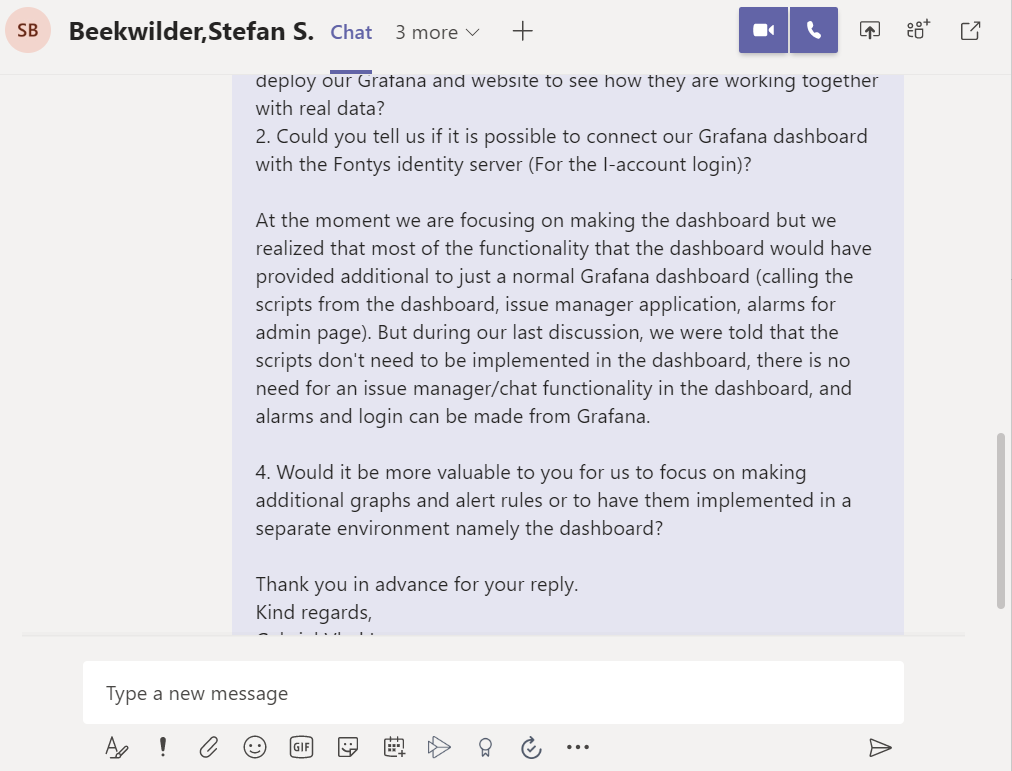 SB
Beekwilder,Stefan S.
Chat
3 more
deploy our Grafana and website to see how they are working together
with real data?
2. Could you tell us if it is possible to connect our Grafana dashboard
with the Fontys identity server (For the I-account login)?
At the moment we are focusing on making the dashboard but we
realized that most of the functionality that the dashboard would have
provided additional to just a normal Grafana dashboard (calling the
scripts from the dashboard, issue manager application, alarms for
admin page). But during our last discussion, we were told that the
scripts don't need to be implemented in the dashboard, there is no
need for an issue manager/chat functionality in the dashboard, and
alarms and login can be made from Grafana.
4. Would it be more valuable to you for us to focus on making
additional graphs and alert rules or to have them implemented in a
separate environment namely the dashboard?
Thank you in advance for your reply.
Kind regards,
Type a new message
GIF